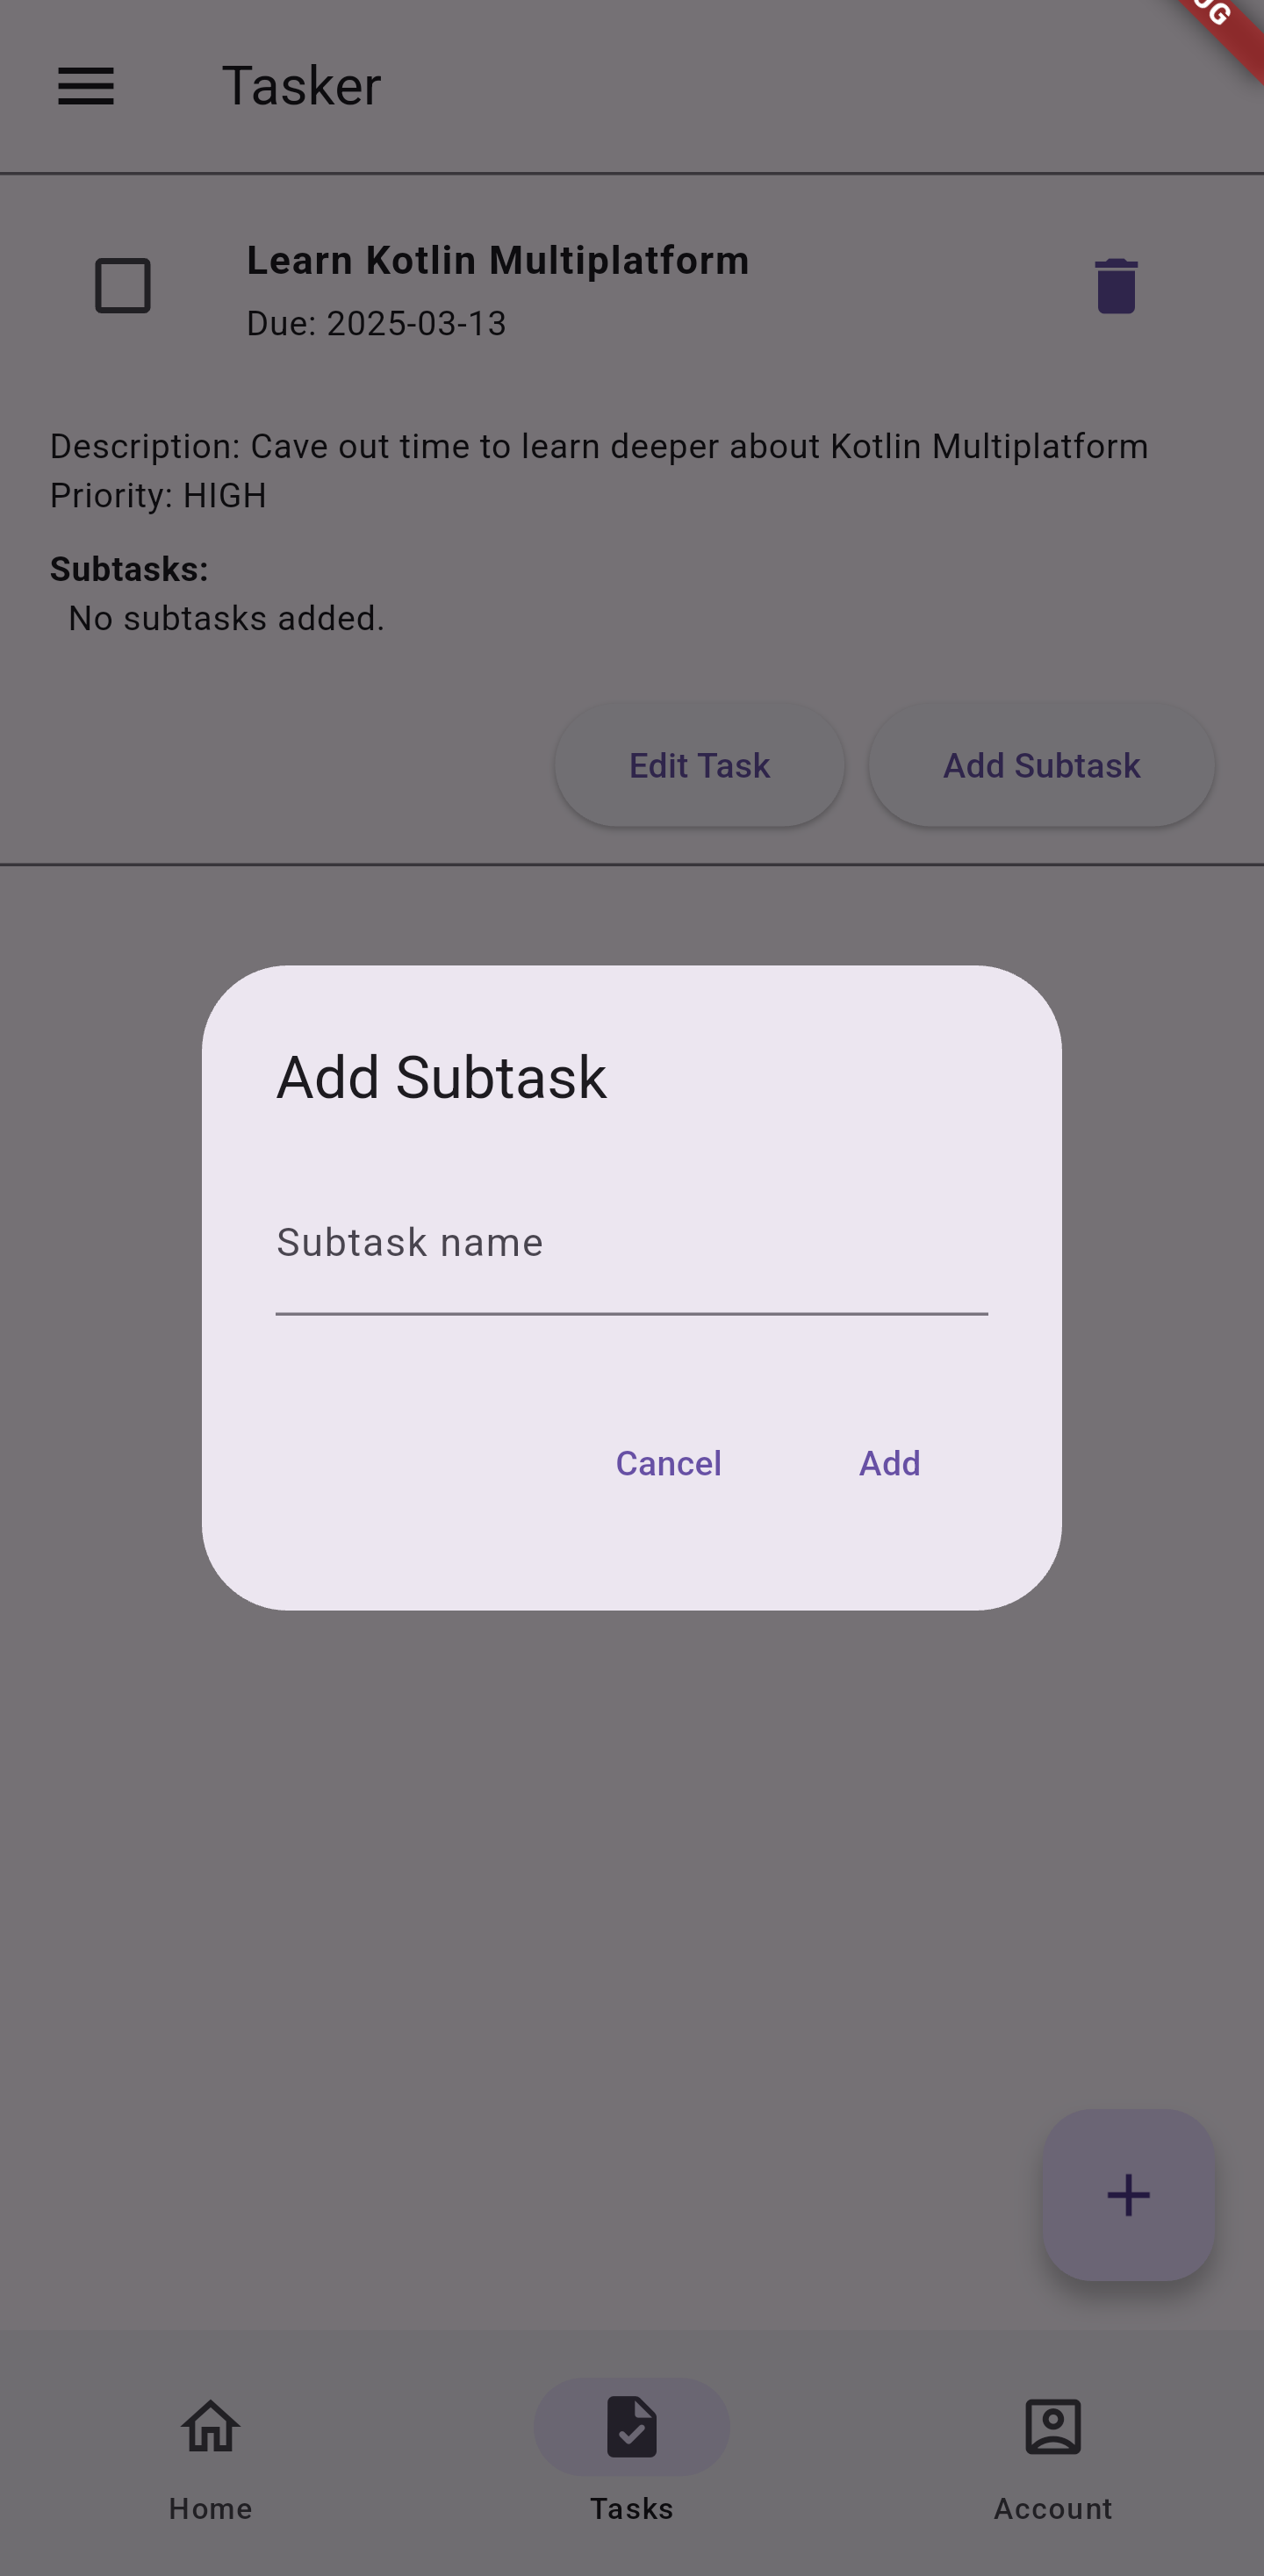 Tasker
Learn Kotlin Multiplatform
Due: 2025-03-13
Description: Cave out time to learn deeper about Kotlin Multiplatform
Priority: HIGH
Subtasks:
No subtasks added.
Edit Task Add Subtask
Add Subtask
Subtask name
Cancel Add
Home Tasks Account